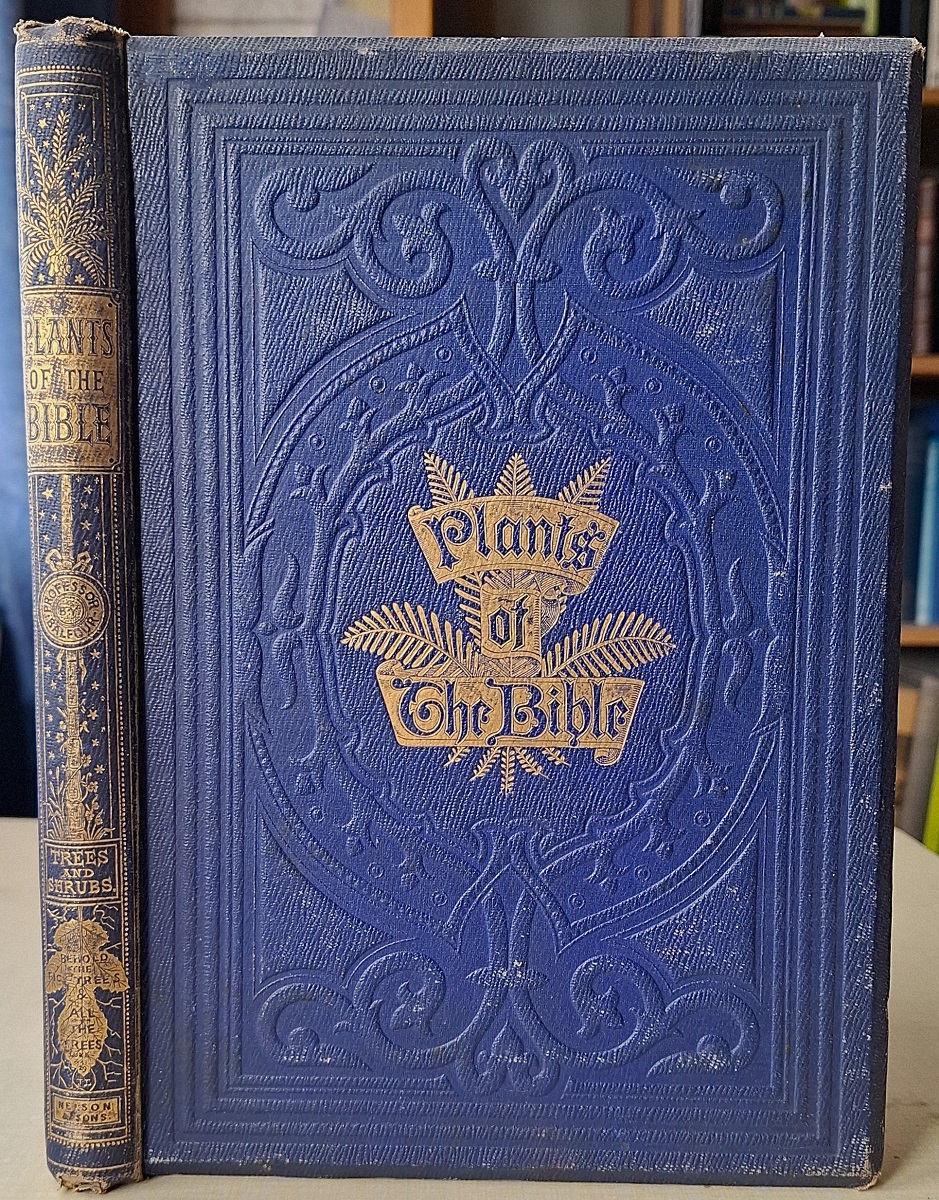 PLANTS
OF THE
BIBLE
PROFESSOR
BALFOUR
TREES
AND
SHRUBS.
BEHOLD
THE
FIG TREES
&
ALL
THE
TREES
NELSON
& SONS.
Plants
of
The Bible